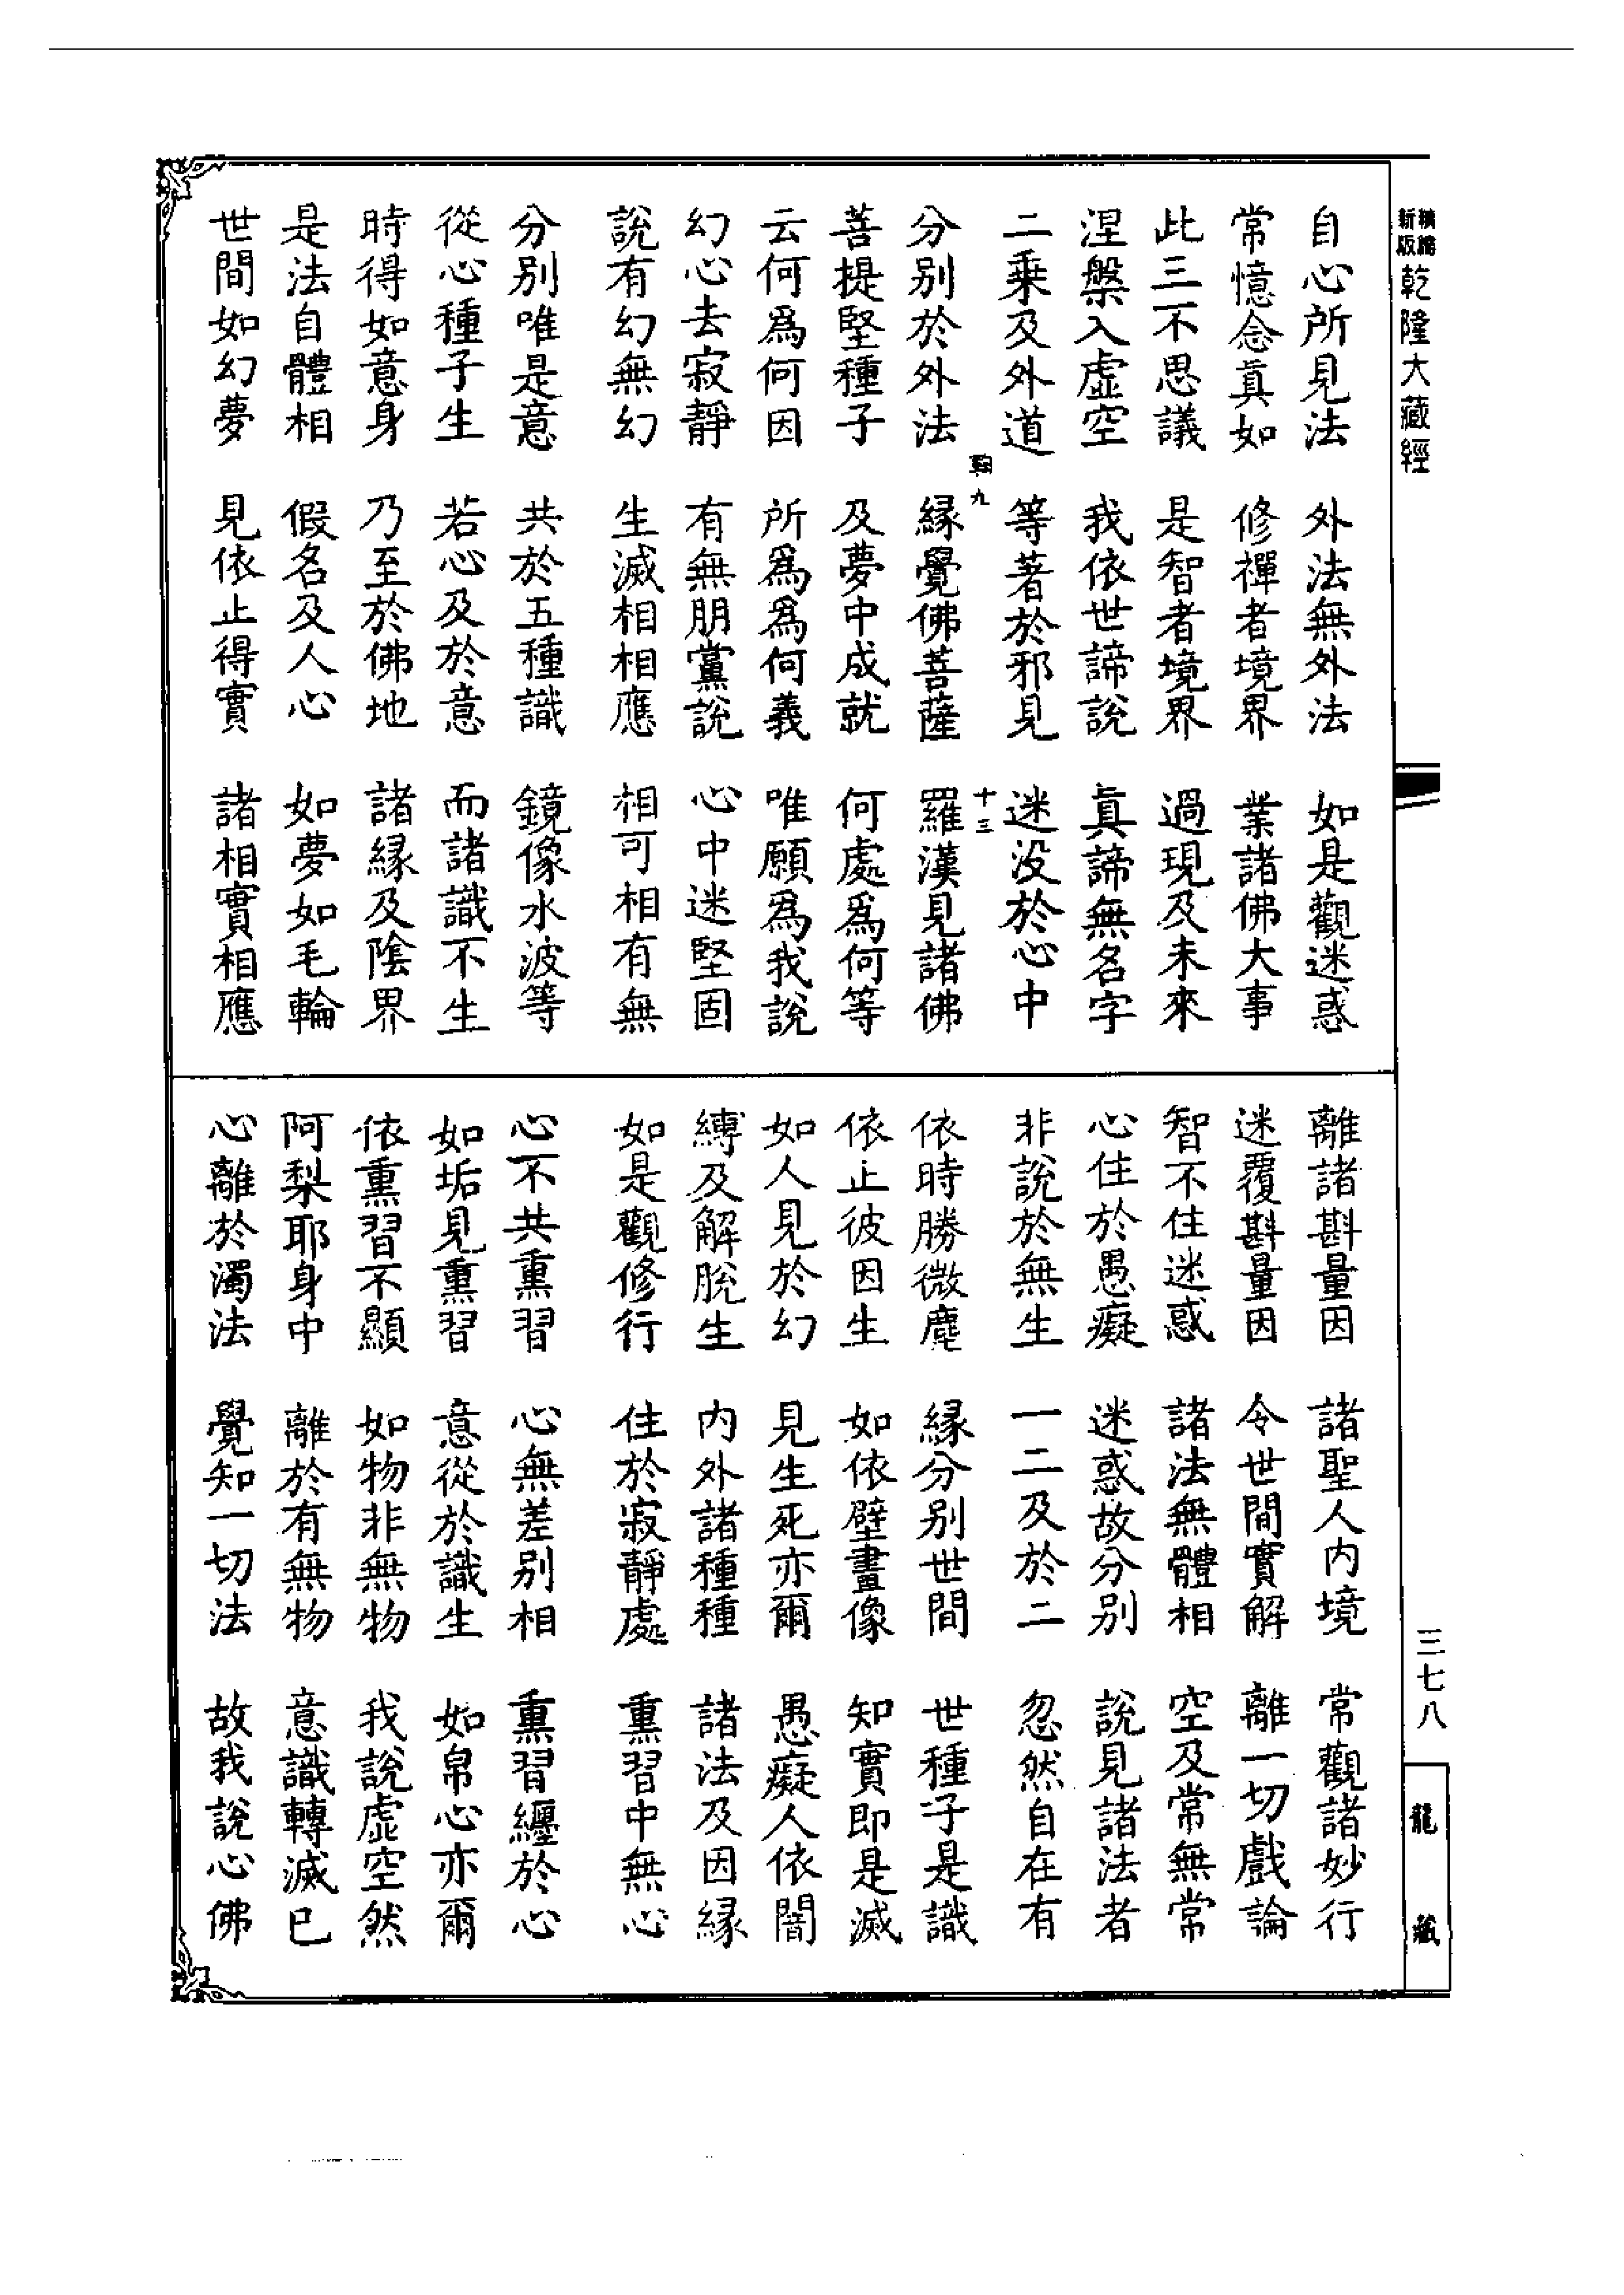 精縮新版乾隆大藏經
自心所見法　外法無外法　如是觀迷惑
常憶念真如　修禪者境界　業諸佛大事
此三不思議　是智者境界　過現及未來
涅槃入虛空　我依世諦說　真諦無名字
二乘及外道　等著於邪見　迷没於心中
鞠九　十三
分别於外法　緣覺佛菩薩　羅漢見諸佛
菩提堅種子　及夢中成就　何處爲何等
云何爲何因　所爲爲何義　唯願爲我說
幻心去寂靜　有無朋黨說　心中迷堅固
說有幻無幻　生滅相相應　相可相有無
分别唯是意　共於五種識　鏡像水波等
從心種子生　若心及於意　而諸識不生
時得如意身　乃至於佛地　諸緣及陰界
是法自體相　假名及人心　如夢如毛輪
世間如幻夢　見依止得實　諸相實相應
離諸斟量因　諸聖人内境　常觀諸妙行
迷覆斟量因　令世間實解　離一切戲論
智不住迷惑　諸法無體相　空及常無常
心住於愚癡　迷惑故分别　說見諸法者
非說於無生　一二及於二　忽然自在有
依時勝微塵　緣分别世間　世種子是識
依止彼因生　如依壁畫像　知實即是滅
如人見於幻　見生死亦爾　愚癡人依闇
縛及解脫生　内外諸種種　諸法及因緣
如是觀修行　住於寂靜處　熏習中無心
心不共熏習　心無差别相　熏習纏於心
如垢見熏習　意從於識生　如帛心亦爾
依熏習不顯　如物非無物　我說虛空然
阿梨耶身中　離於有無物　意識轉滅已
心離於濁法　覺知一切法　故我說心佛
三七八
龍藏